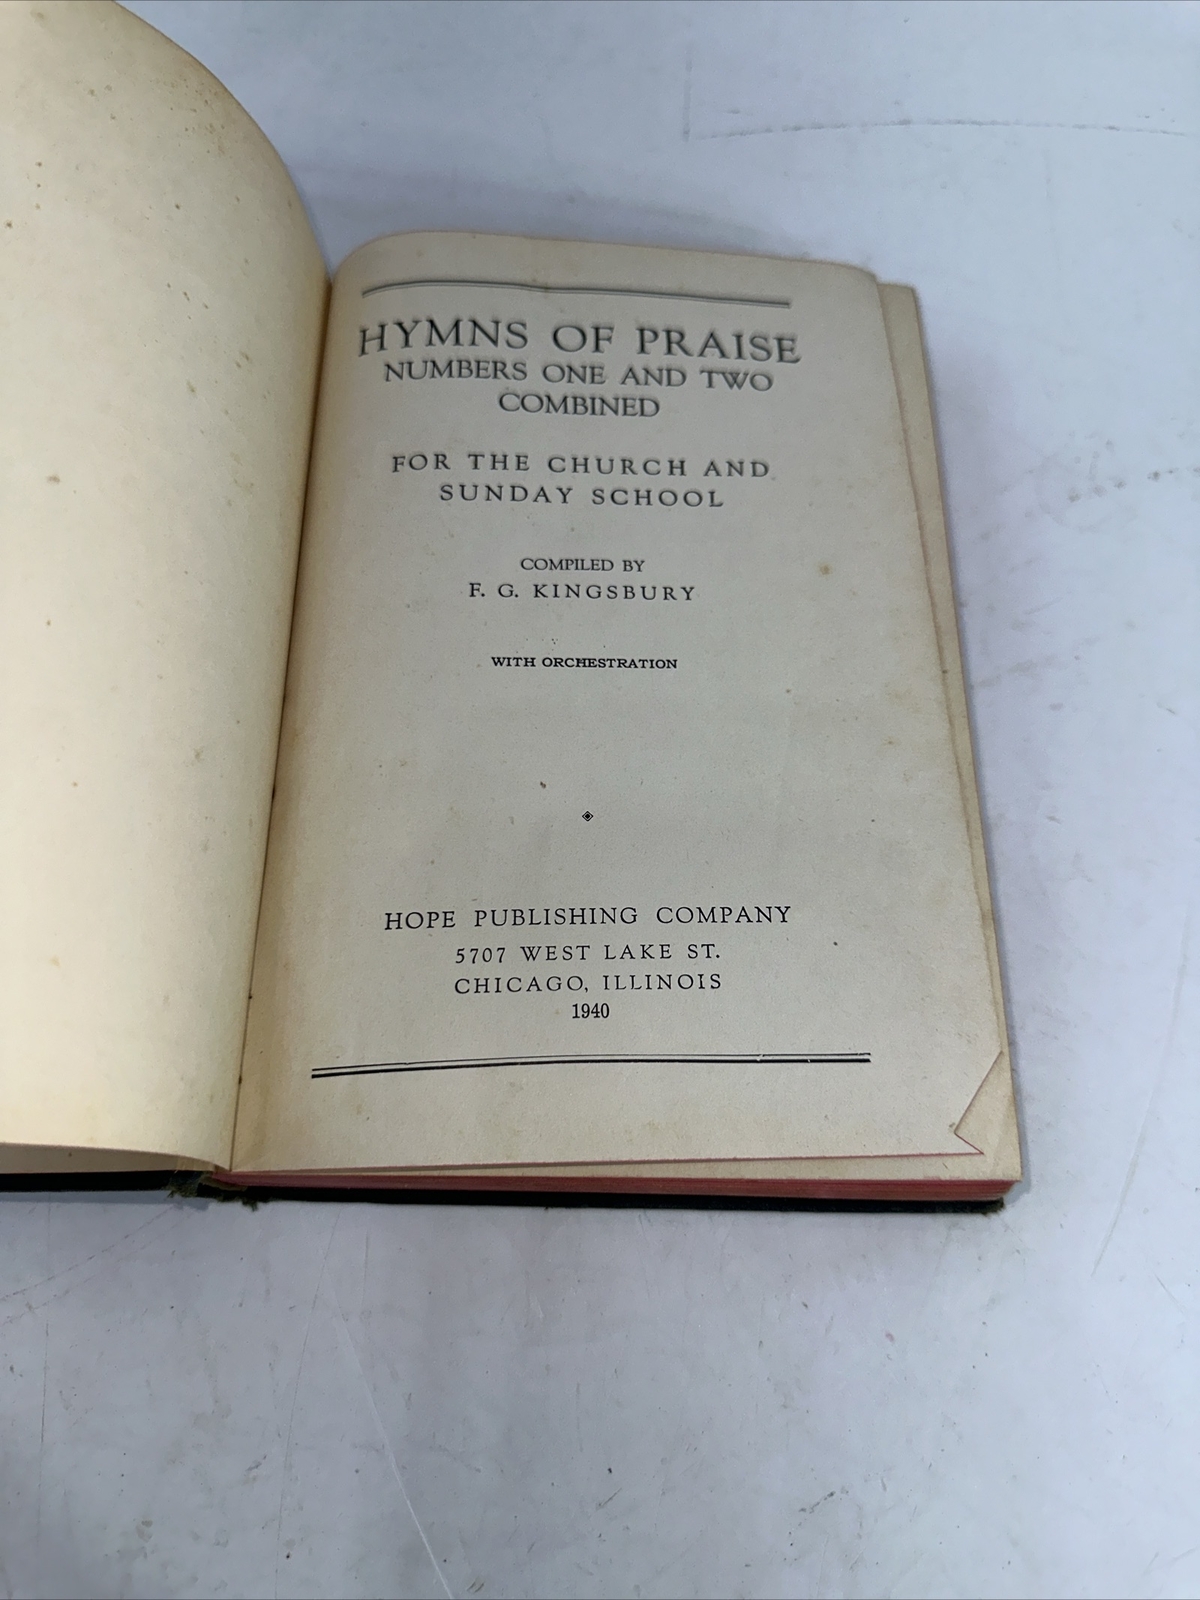 HYMNS OF PRAISE
NUMBERS ONE AND TWO
COMBINED
FOR THE CHURCH AND
SUNDAY SCHOOL
COMPILED BY
F. G. KINGSBURY
WITH ORCHESTRATION
HOPE PUBLISHING COMPANY
5707 WEST LAKE ST.
CHICAGO, ILLINOIS
1940